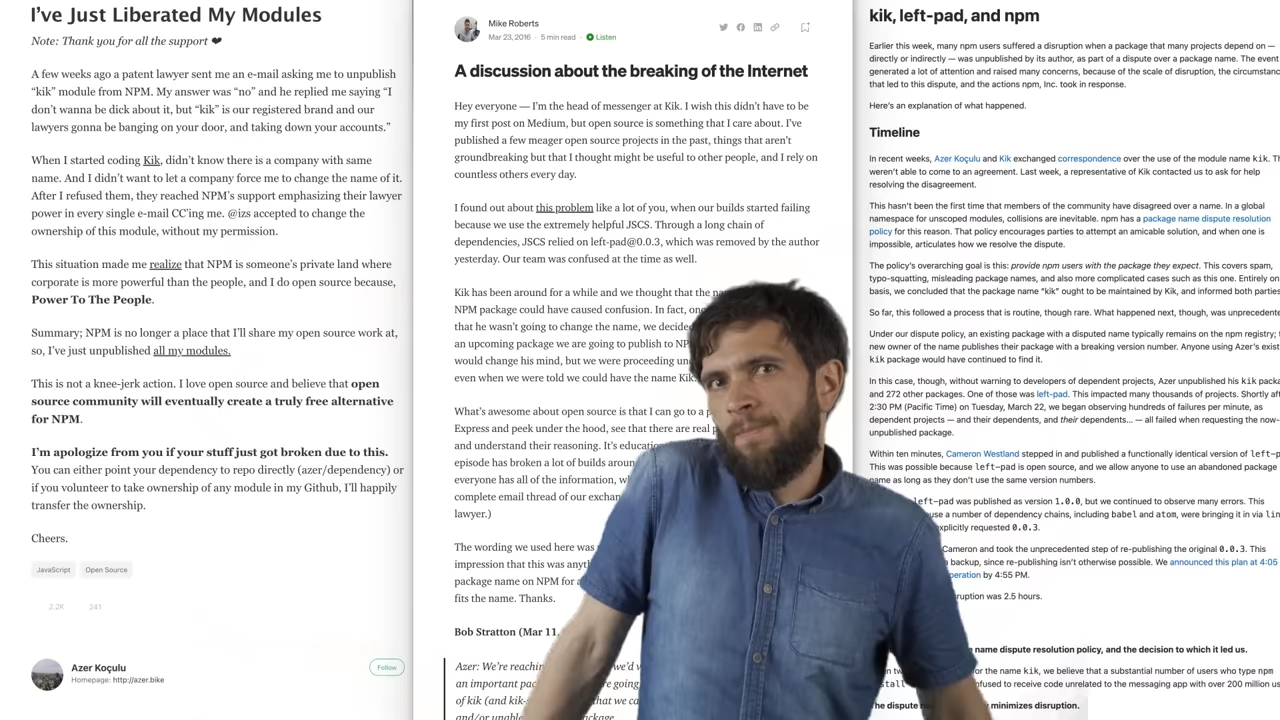 I've Just Liberated My Modules
Note: Thank you for all the support ❤
A few weeks ago a patent lawyer sent me an e-mail asking me to unpublish
“kik” module from NPM. My answer was “no” and he replied me saying “I
don’t wanna be dick about it, but “kik” is our registered brand and our
lawyers gonna be banging on your door, and taking down your accounts.”
When I started coding Kik, didn’t know there is a company with same
name. And I didn’t want to let a company force me to change the name of it.
After I refused them, they reached NPM’s support emphasizing their lawyer
power in every single e-mail CC’ing me. @izs accepted to change the
ownership of this module, without my permission.
This situation made me realize that NPM is someone’s private land where
corporate is more powerful than the people, and I do open source because,
Power To The People.
Summary; NPM is no longer a place that I’ll share my open source work at,
so, I’ve just unpublished all my modules.
This is not a knee-jerk action. I love open source and believe that open
source community will eventually create a truly free alternative
for NPM.
I’m apologize from you if your stuff just got broken due to this.
You can either point your dependency to repo directly (azer/dependency) or
if you volunteer to take ownership of any module in my Github, I’ll happily
transfer the ownership.
Cheers.
JavaScript Open Source
2.2K 241
Azer Koçulu
Homepage: http://azer.bike
Follow
Mike Roberts
Mar 23, 2016 · 5 min read · Listen
A discussion about the breaking of the Internet
Hey everyone — I’m the head of messenger at Kik. I wish this didn’t have to be
my first post on Medium, but open source is something that I care about. I’ve
published a few meager open source projects in the past, things that aren’t
groundbreaking but that I thought might be useful to other people, and I rely on
countless others every day.
I found out about this problem like a lot of you, when our builds started failing
because we use the extremely helpful JSCS. Through a long chain of
dependencies, JSCS relied on left-pad@0.0.3, which was removed by the author
yesterday. Our team was confused at the time as well.
Kik has been around for a while and we thought that the
NPM package could have caused confusion. In fact,
that he wasn’t going to change the name, we decided
an upcoming package we are going to publish to
would change his mind, but we were proceeding
even when we were told we could have the name Kik.
What’s awesome about open source is that I can go to a
Express and peek under the hood, see that there are real
and understand their reasoning. It’s
episode has broken a lot of builds
everyone has all of the information,
complete email thread of our
lawyer.)
The wording we used here was
impression that this was
package name on NPM for a
fits the name. Thanks.
Bob Stratton (Mar 11,
Azer: We’re
an important
of kik (and
and/or
kik, left-pad, and npm
Earlier this week, many npm users suffered a disruption when a package that many projects depend on —
directly or indirectly — was unpublished by its author, as part of a dispute over a package name. The event
generated a lot of attention and raised many concerns, because of the scale of disruption, the
that led to this dispute, and the actions npm, Inc. took in response.
Here’s an explanation of what happened.
Timeline
In recent weeks, Azer Koçulu and Kik exchanged correspondence over the use of the module name kik.
weren’t able to come to an agreement. Last week, a representative of Kik contacted us to ask for help
resolving the disagreement.
This hasn’t been the first time that members of the community have disagreed over a name. In a global
namespace for unscoped modules, collisions are inevitable. npm has a package name dispute resolution
policy for this reason. That policy encourages parties to attempt an amicable solution, and when one is
impossible, articulates how we resolve the dispute.
The policy’s overarching goal is this: provide npm users with the package they expect. This covers spam,
typo-squatting, misleading package names, and also more complicated cases such as this one. Entirely on
basis, we concluded that the package name “kik” ought to be maintained by Kik, and informed both
So far, this followed a process that is routine, though rare. What happened next, though, was
Under our dispute policy, an existing package with a disputed name typically remains on the npm registry;
new owner of the name publishes their package with a breaking version number. Anyone using Azer’s
kik package would have continued to find it.
In this case, though, without warning to developers of dependent projects, Azer unpublished his kik
and 272 other packages. One of those was left-pad. This impacted many thousands of projects. Shortly
2:30 PM (Pacific Time) on Tuesday, March 22, we began observing hundreds of failures per minute, as
dependent projects — and their dependents, and their dependents… — all failed when requesting the now-
unpublished package.
Within ten minutes, Cameron Westland stepped in and published a functionally identical version of
This was possible because left-pad is open source, and we allow anyone to use an abandoned package
name as long as they don’t use the same version numbers.
left-pad was published as version 1.0.0, but we continued to observe many errors. This
a number of dependency chains, including babel and atom, were bringing it in via
explicitly requested 0.0.3.
Cameron and took the unprecedented step of re-publishing the original 0.0.3. This
backup, since re-publishing isn’t otherwise possible. We announced this plan at 4:05
by 4:55 PM.
was 2.5 hours.
name dispute resolution policy, and the decision to which it led us.
for the name kik, we believe that a substantial number of users who type npm
confused to receive code unrelated to the messaging app with over 200 million
minimizes disruption.